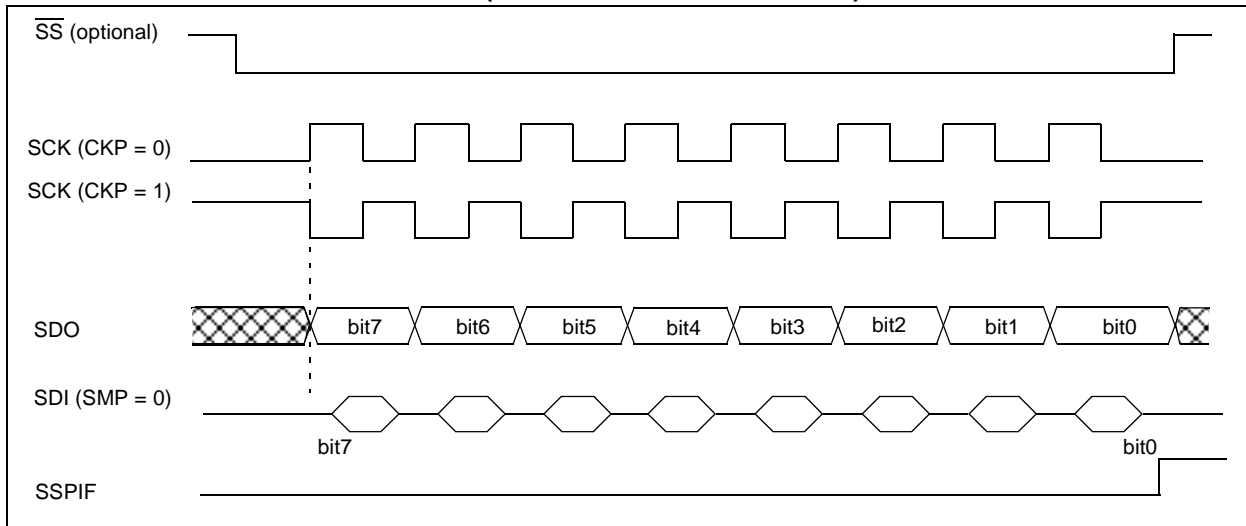 SS (optional)
SCK (CKP = 0)
SCK (CKP = 1)
SDO
bit7 bit6 bit5 bit4 bit3 bit2 bit1 bit0
SDI (SMP = 0)
bit7 bit0
SSPIF